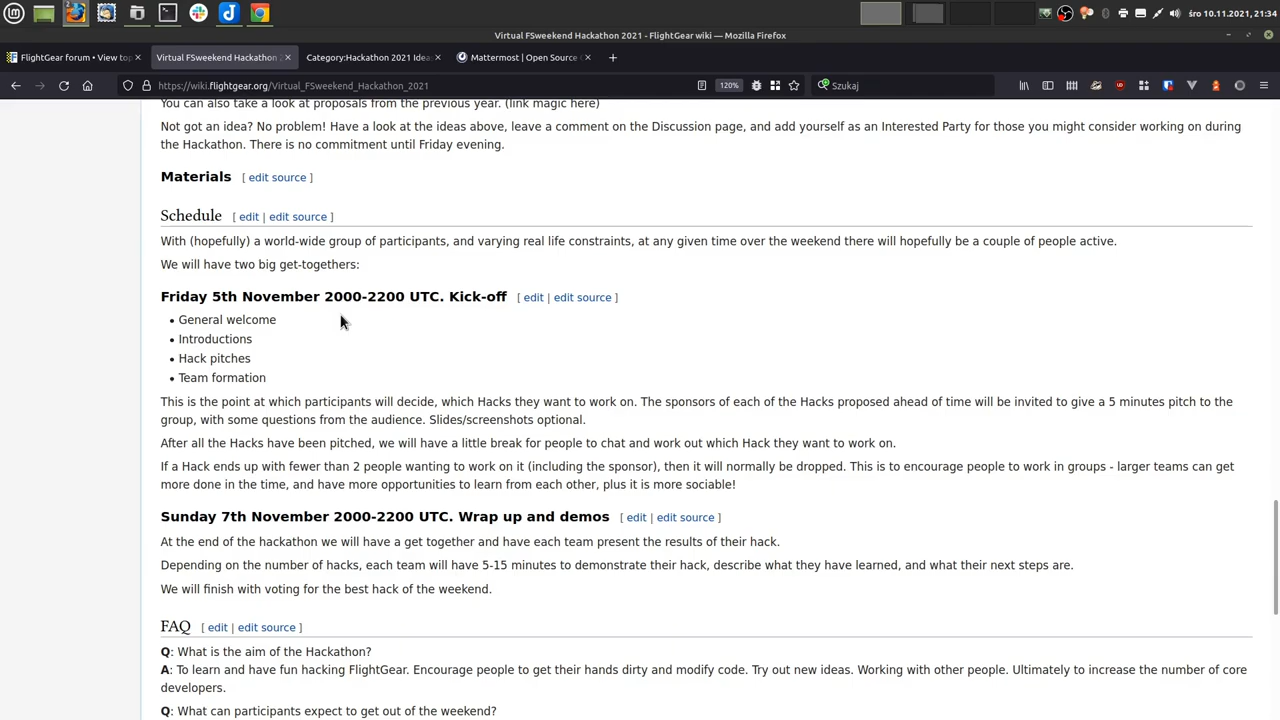 śro 10.11.2021, 21:34
Virtual FSweekend Hackathon 2021 - FlightGear wiki — Mozilla Firefox
FlightGear forum • View top
Virtual FSweekend Hackathon 2
Category:Hackathon 2021 Idea
Mattermost | Open Source C
https://wiki.flightgear.org/Virtual_FSweekend_Hackathon_2021
120%
Szukaj
You can also take a look at proposals from the previous year. (link magic here)
Not got an idea? No problem! Have a look at the ideas above, leave a comment on the Discussion page, and add yourself as an Interested Party for those you might consider working on during
the Hackathon. There is no commitment until Friday evening.
Materials [ edit source ]
Schedule [ edit | edit source ]
With (hopefully) a world-wide group of participants, and varying real life constraints, at any given time over the weekend there will hopefully be a couple of people active.
We will have two big get-togethers:
Friday 5th November 2000-2200 UTC. Kick-off [ edit | edit source ]
• General welcome
• Introductions
• Hack pitches
• Team formation
This is the point at which participants will decide, which Hacks they want to work on. The sponsors of each of the Hacks proposed ahead of time will be invited to give a 5 minutes pitch to the
group, with some questions from the audience. Slides/screenshots optional.
After all the Hacks have been pitched, we will have a little break for people to chat and work out which Hack they want to work on.
If a Hack ends up with fewer than 2 people wanting to work on it (including the sponsor), then it will normally be dropped. This is to encourage people to work in groups - larger teams can get
more done in the time, and have more opportunities to learn from each other, plus it is more sociable!
Sunday 7th November 2000-2200 UTC. Wrap up and demos [ edit | edit source ]
At the end of the hackathon we will have a get together and have each team present the results of their hack.
Depending on the number of hacks, each team will have 5-15 minutes to demonstrate their hack, describe what they have learned, and what their next steps are.
We will finish with voting for the best hack of the weekend.
FAQ [ edit | edit source ]
Q: What is the aim of the Hackathon?
A: To learn and have fun hacking FlightGear. Encourage people to get their hands dirty and modify code. Try out new ideas. Working with other people. Ultimately to increase the number of core
developers.
Q: What can participants expect to get out of the weekend?